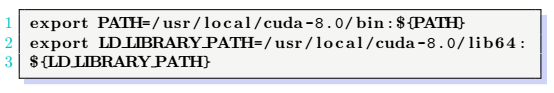 1 export PATH=/usr/local/cuda-8.0/bin:${PATH}
2 export LD_LIBRARY_PATH=/usr/local/cuda-8.0/lib64:
3 ${LD_LIBRARY_PATH}